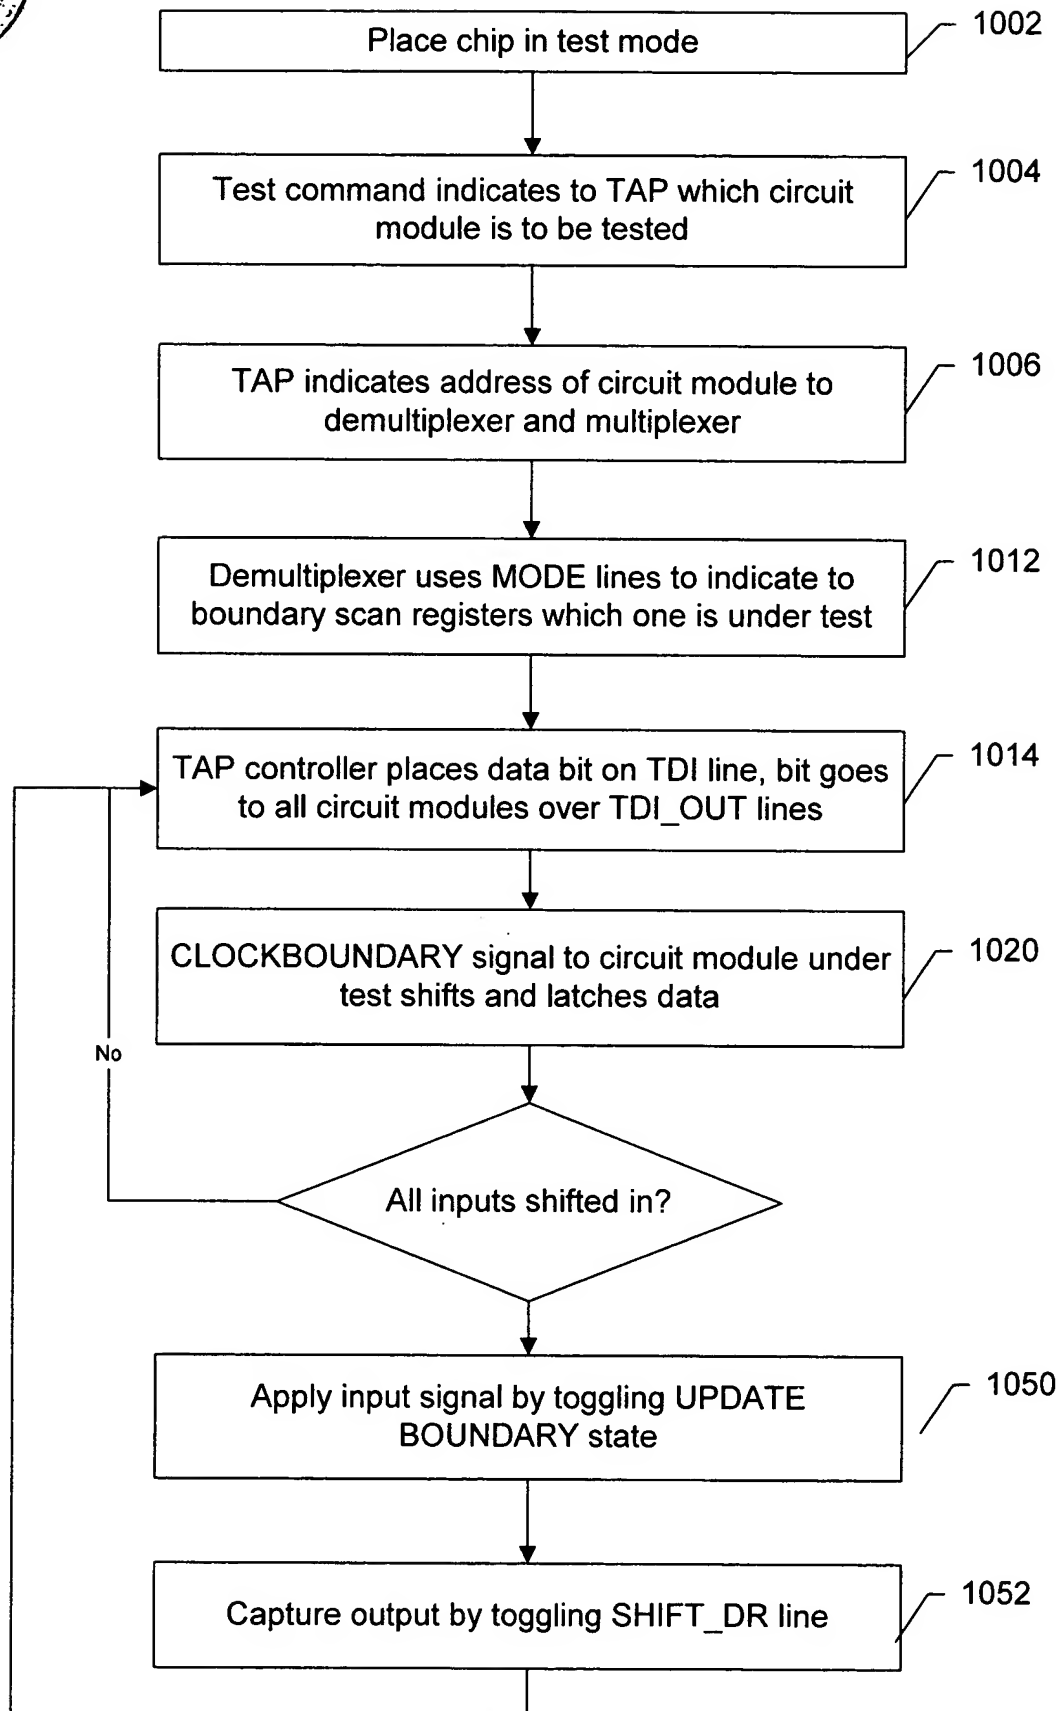 Place chip in test mode
1002
Test command indicates to TAP which circuit
module is to be tested
1004
TAP indicates address of circuit module to
demultiplexer and multiplexer
1006
Demultiplexer uses MODE lines to indicate to
boundary scan registers which one is under test
1012
TAP controller places data bit on TDI line, bit goes
to all circuit modules over TDI_OUT lines
1014
CLOCKBOUNDARY signal to circuit module under
test shifts and latches data
1020
No
All inputs shifted in?
Apply input signal by toggling UPDATE
BOUNDARY state
1050
Capture output by toggling SHIFT_DR line
1052